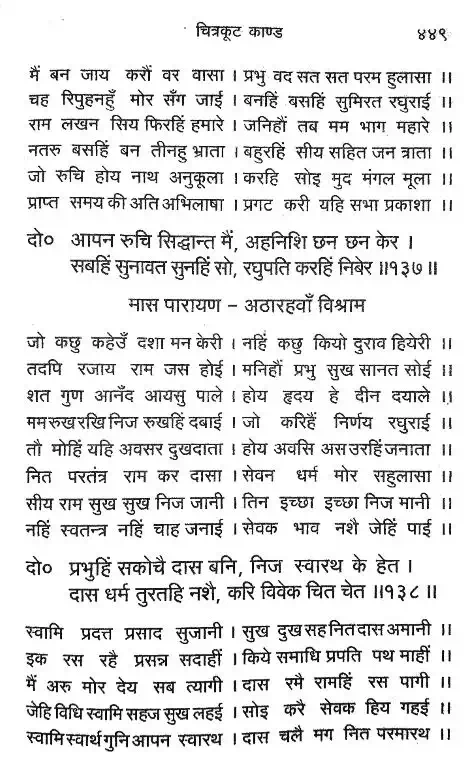 चित्रकूट काण्ड ४४९
मैं बन जाय करौं वर वासा । प्रभु वद सत सत परम हुलासा ॥
चह रिपुहनहुँ मोर सँग जाई । बनहिं बसहिं सुमिरत रघुराई ॥
राम लखन सिय फिरहिं हमारे । जनिहौं तब मम भाग महारे ॥
नतरु बसहिं बन तीनहु भ्राता । बहुरहिं सीय सहित जन त्राता ॥
जो रुचि होय नाथ अनुकूला । करहि सोइ मुद मंगल मूला ॥
प्राप्त समय की अति अभिलाषा । प्रगट करी यहि सभा प्रकाशा ॥
दो० आपन रुचि सिद्धान्त मैं, अहनिशि छन छन केर ।
सबहिं सुनावत सुनहिं सो, रघुपति करहिं निबेर ॥१३७॥
मास पारायण – अठारहवाँ विश्राम
जो कछु कहेउँ दशा मन केरी । नहिं कछु कियो दुराव हियेरी ॥
तदपि रजाय राम जस होई । मनिहौं प्रभु सुख सानत सोई ॥
शत गुण आनँद आयसु पाले । होय हृदय हे दीन दयाले ॥
मम रुख रखि निज रुखहिं दबाई । जो करिहैं निर्णय रघुराई ॥
तौ मोहिं यहि अवसर दुखदाता । होय अवसि अस उरहिं जनाता ॥
नित परतंत्र राम कर दासा । सेवन धर्म मोर सहुलासा ॥
सीय राम सुख सुख निज जानी । तिन इच्छा इच्छा निज मानी ॥
नहिं स्वतन्त्र नहिं चाह जनाई । सेवक भाव नशै जेहिं पाई ॥
दो० प्रभुहिं सकोचै दास बनि, निज स्वारथ के हेत ।
दास धर्म तुरतहि नशै, करि विवेक चित चेत ॥१३८॥
स्वामि प्रदत्त प्रसाद सुजानी । सुख दुख सह नित दास अमानी ॥
इक रस रहै प्रसन्न सदाहीं । किये समाधि प्रपति पथ माहीं ॥
मैं अरु मोर देय सब त्यागी । दास रमै रामहिं रस पागी ॥
जेहि विधि स्वामि सहज सुख लहई । सोइ करै सेवक हिय गहई ॥
स्वामि स्वार्थ गुनि आपन स्वारथ । दास चलै मग नित परमारथ ॥